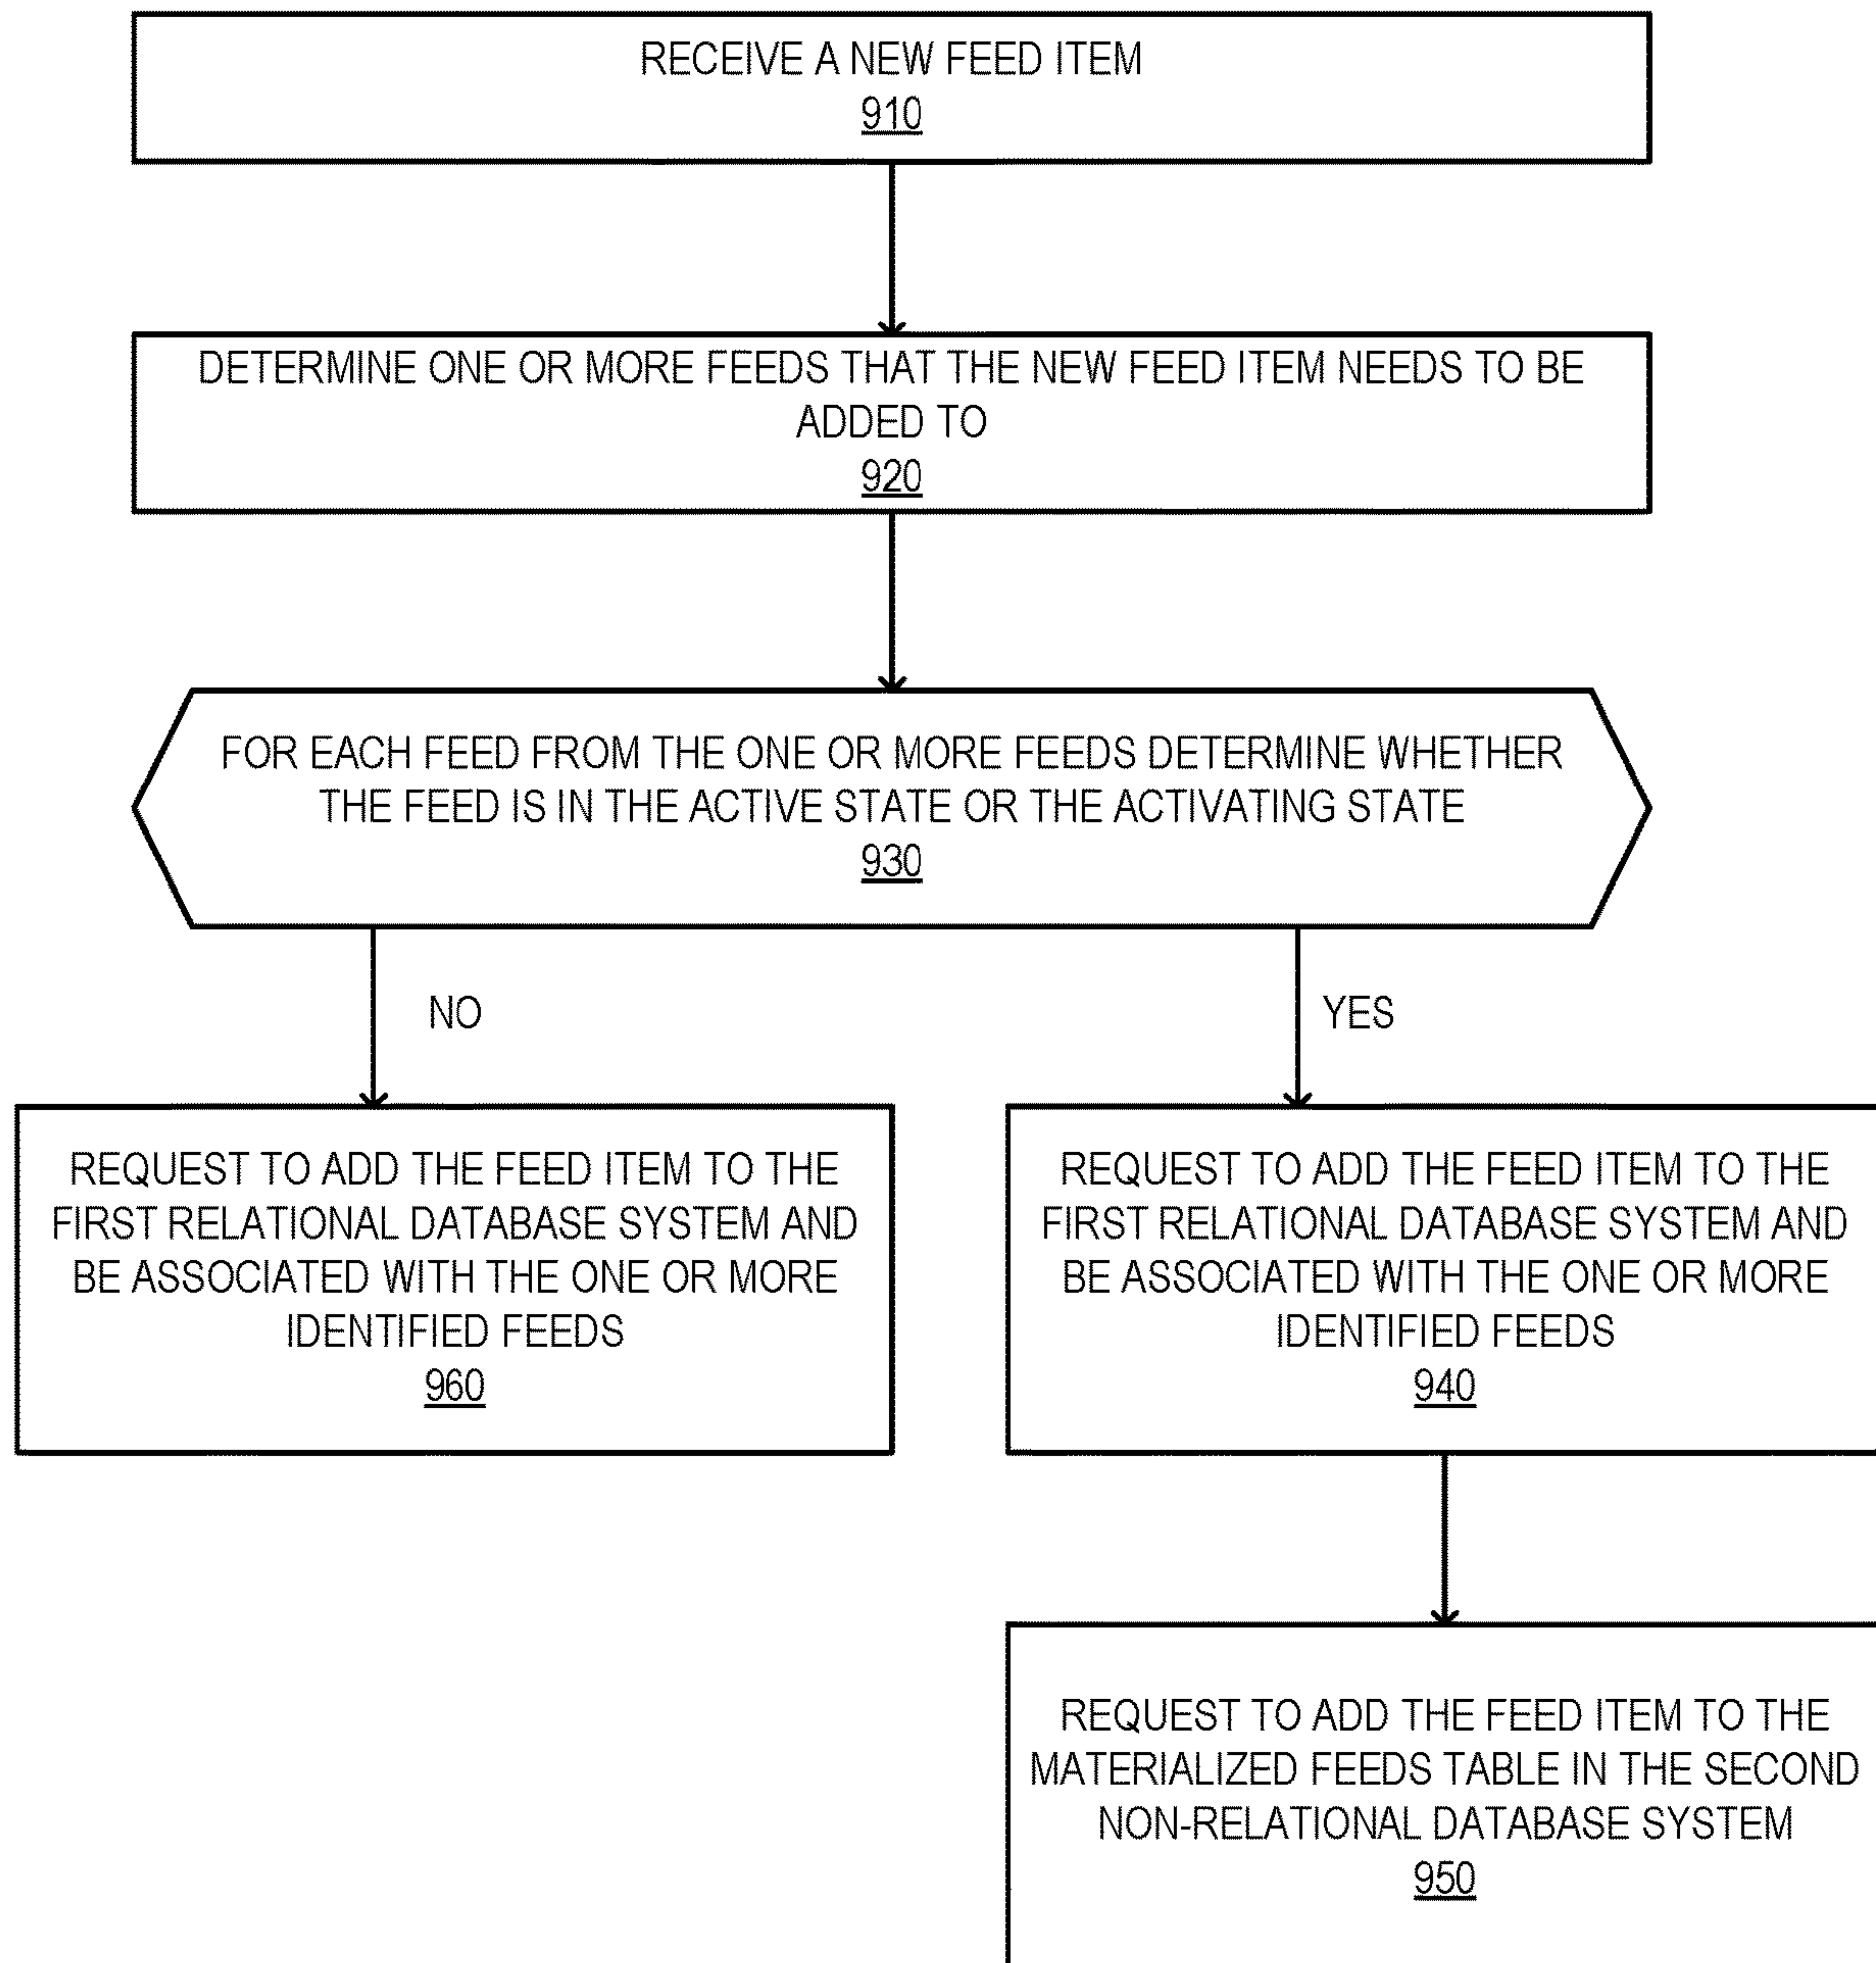 RECEIVE A NEW FEED ITEM
910
DETERMINE ONE OR MORE FEEDS THAT THE NEW FEED ITEM NEEDS TO BE
ADDED TO
920
FOR EACH FEED FROM THE ONE OR MORE FEEDS DETERMINE WHETHER
THE FEED IS IN THE ACTIVE STATE OR THE ACTIVATING STATE
930
NO
YES
REQUEST TO ADD THE FEED ITEM TO THE
FIRST RELATIONAL DATABASE SYSTEM AND
BE ASSOCIATED WITH THE ONE OR MORE
IDENTIFIED FEEDS
960
REQUEST TO ADD THE FEED ITEM TO THE
FIRST RELATIONAL DATABASE SYSTEM AND
BE ASSOCIATED WITH THE ONE OR MORE
IDENTIFIED FEEDS
940
REQUEST TO ADD THE FEED ITEM TO THE
MATERIALIZED FEEDS TABLE IN THE SECOND
NON-RELATIONAL DATABASE SYSTEM
950